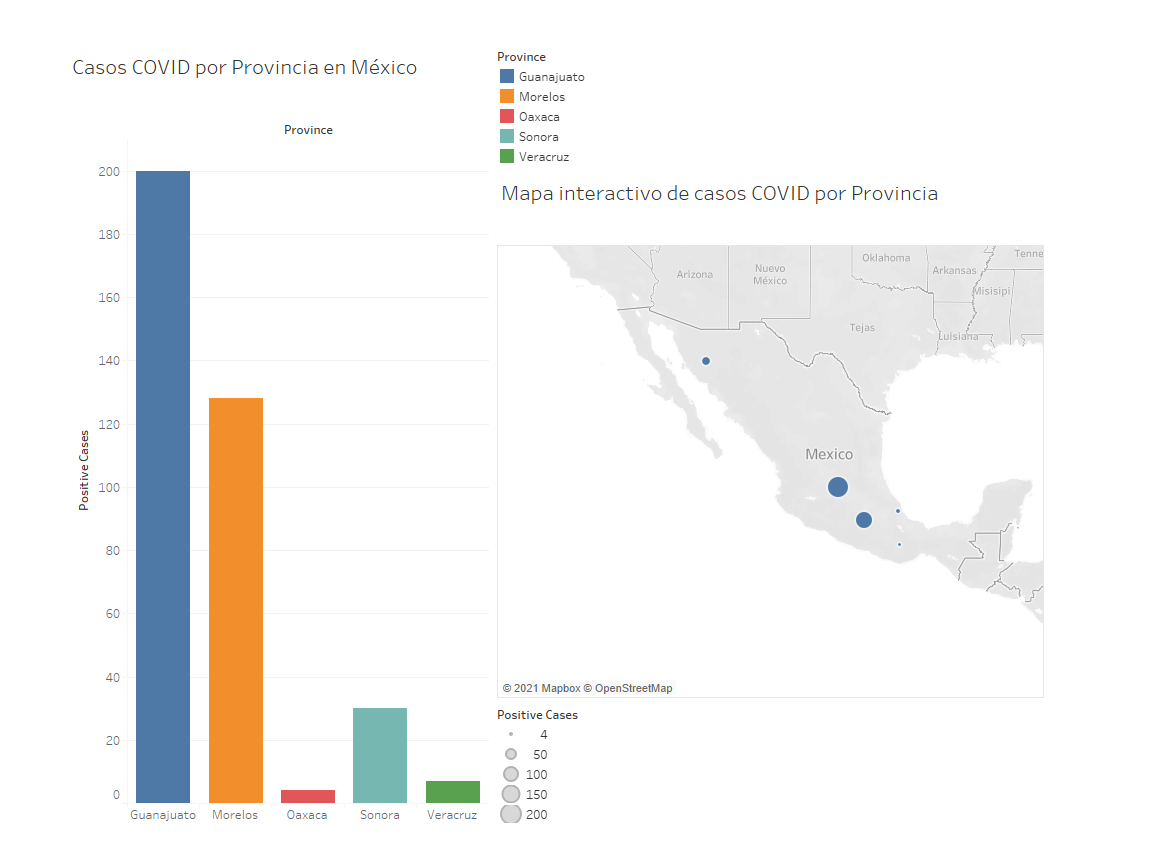 Casos COVID por Provincia en México
Province
200
180
160
140
120
100
80
60
40
20
0
Positive Cases
Guanajuato
Morelos
Oaxaca
Sonora
Veracruz
Province
Guanajuato
Morelos
Oaxaca
Sonora
Veracruz
Mapa interactivo de casos COVID por Provincia
Arizona
Nuevo
México
Oklahoma
Arkansas
Tenne
Misisipi
Tejas
Luisiana
Mexico
© 2021 Mapbox © OpenStreetMap
Positive Cases
4
50
100
150
200